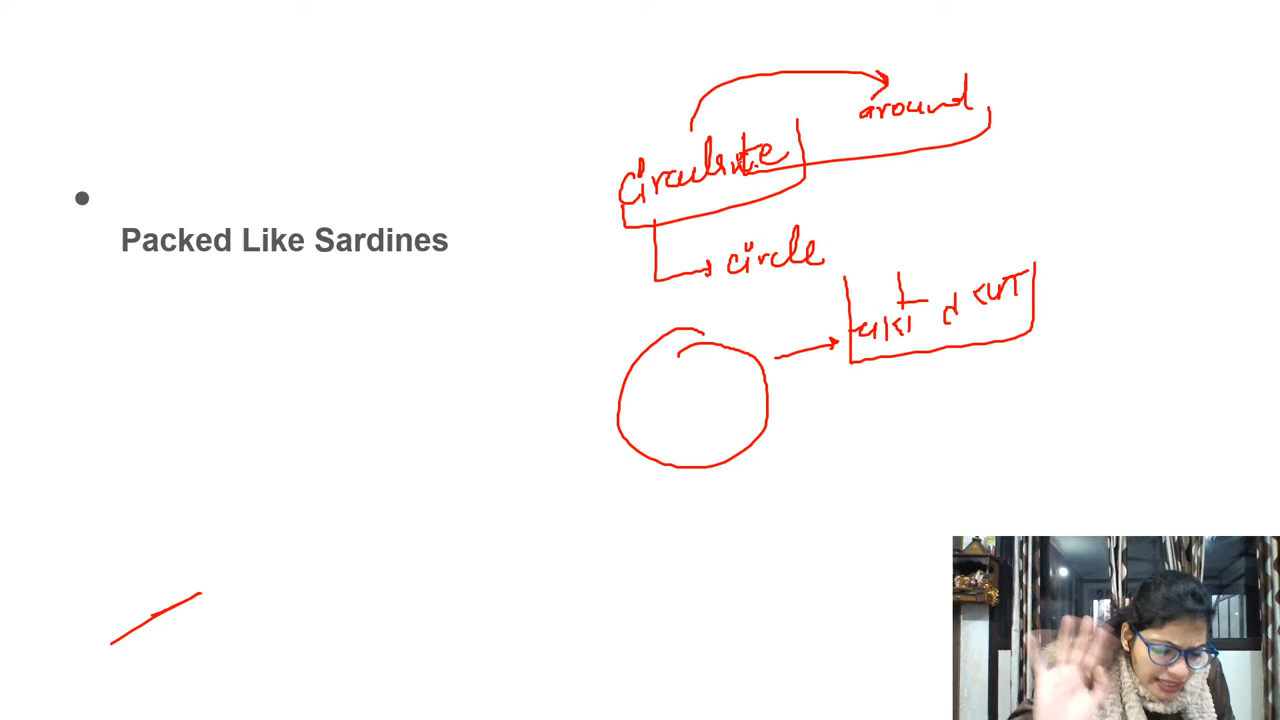 around
circulate
Packed Like Sardines
circle